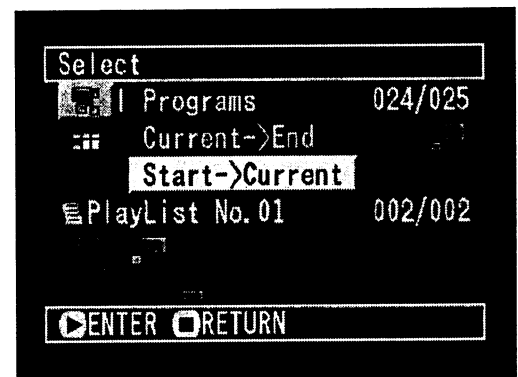 Select
Programs 024/025
Current->End
Start->Current
PlayList No.01 002/002
ENTER RETURN